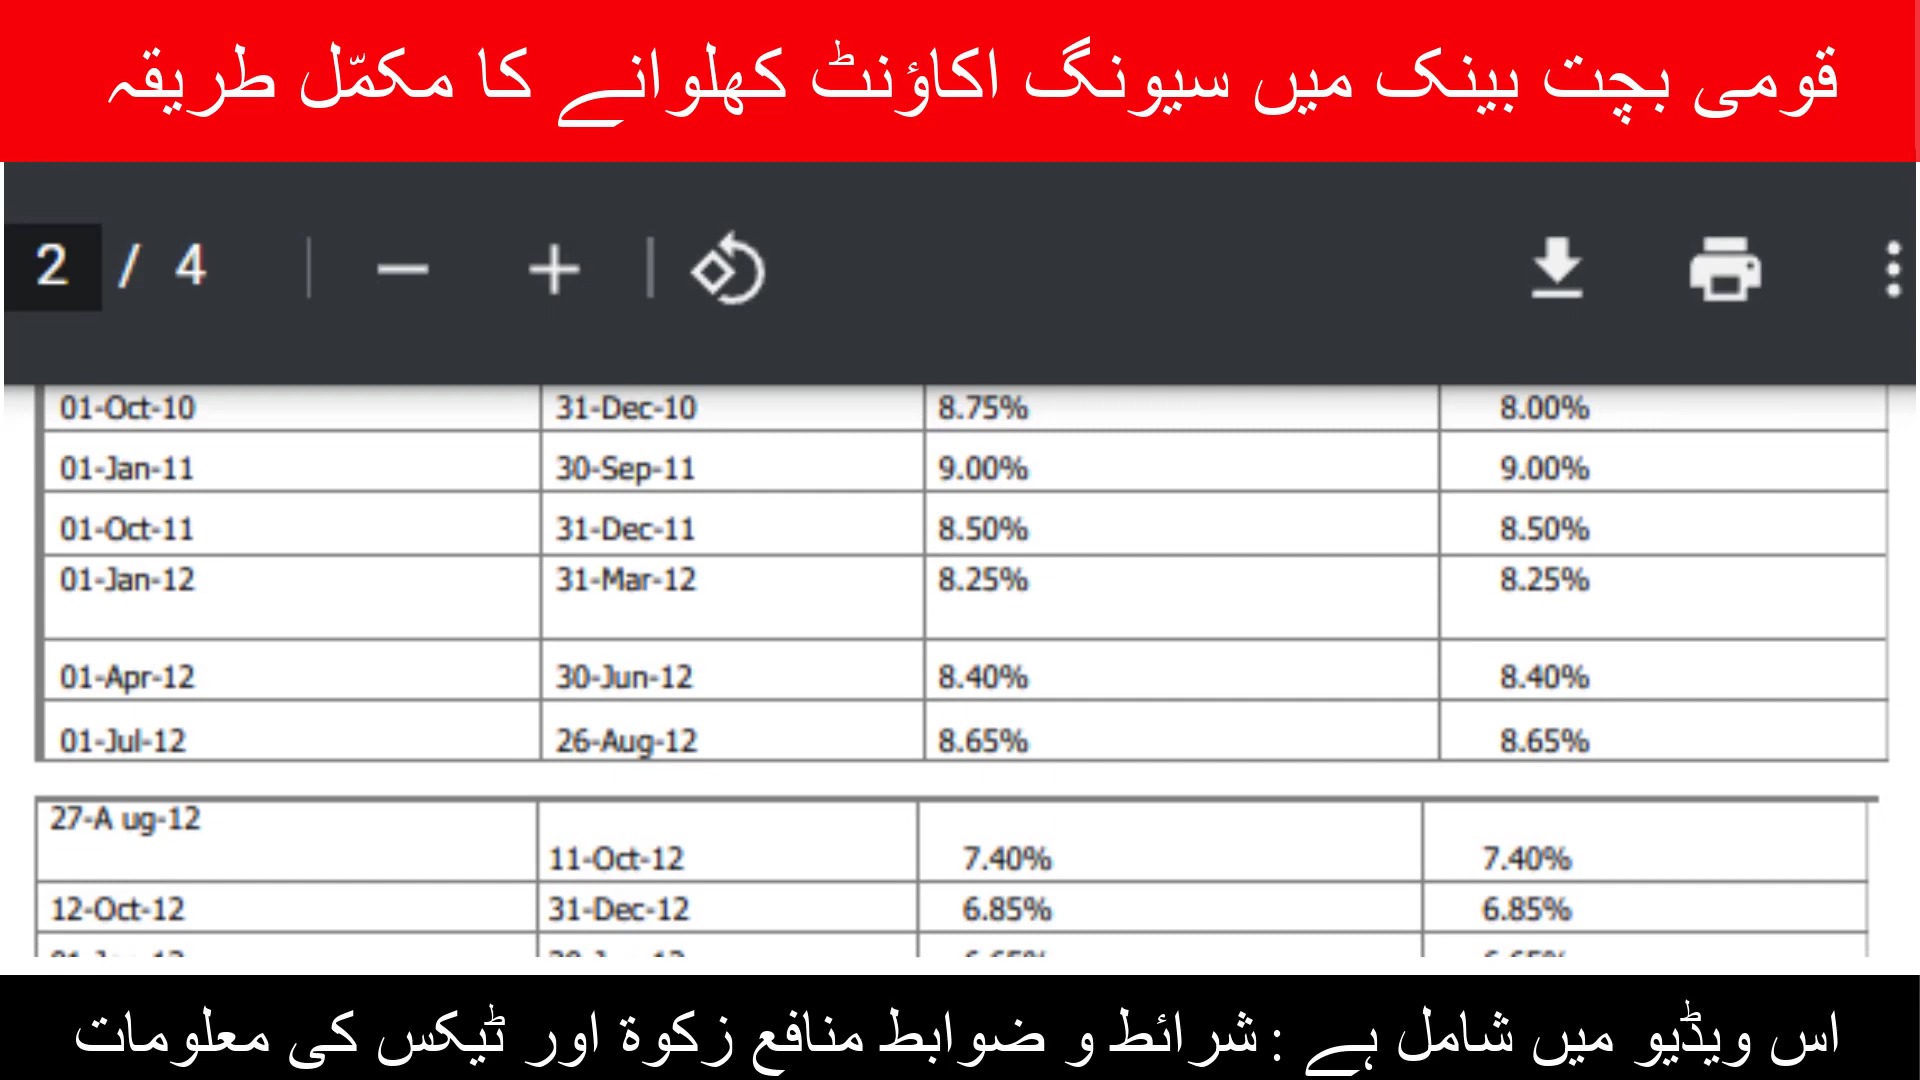 قومی بچت بینک میں سیونگ اکاؤنٹ کھلوانے کا مکمّل طریقہ
2 / 4
01-Oct-10 31-Dec-10 8.75% 8.00%
01-Jan-11 30-Sep-11 9.00% 9.00%
01-Oct-11 31-Dec-11 8.50% 8.50%
01-Jan-12 31-Mar-12 8.25% 8.25%
01-Apr-12 30-Jun-12 8.40% 8.40%
01-Jul-12 26-Aug-12 8.65% 8.65%
27-A ug-12
11-Oct-12 7.40% 7.40%
12-Oct-12 31-Dec-12 6.85% 6.85%
اس ویڈیو میں شامل ہے : شرائط و ضوابط منافع زکوۃ اور ٹیکس کی معلومات